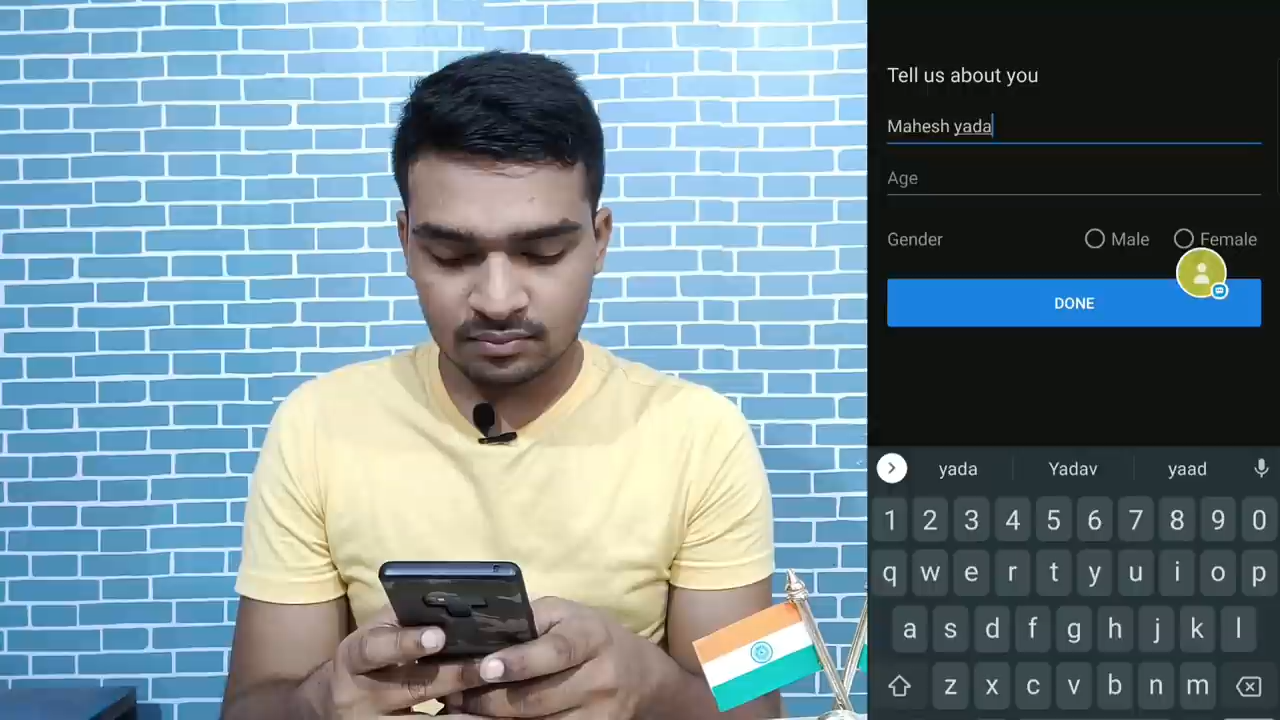 Tell us about you
Mahesh yada
Age
Gender Male Female
DONE
yada Yadav yaad
1 2 3 4 5 6 7 8 9 0
q w e r t y u i o p
a s d f g h j k l
z x c v b n m